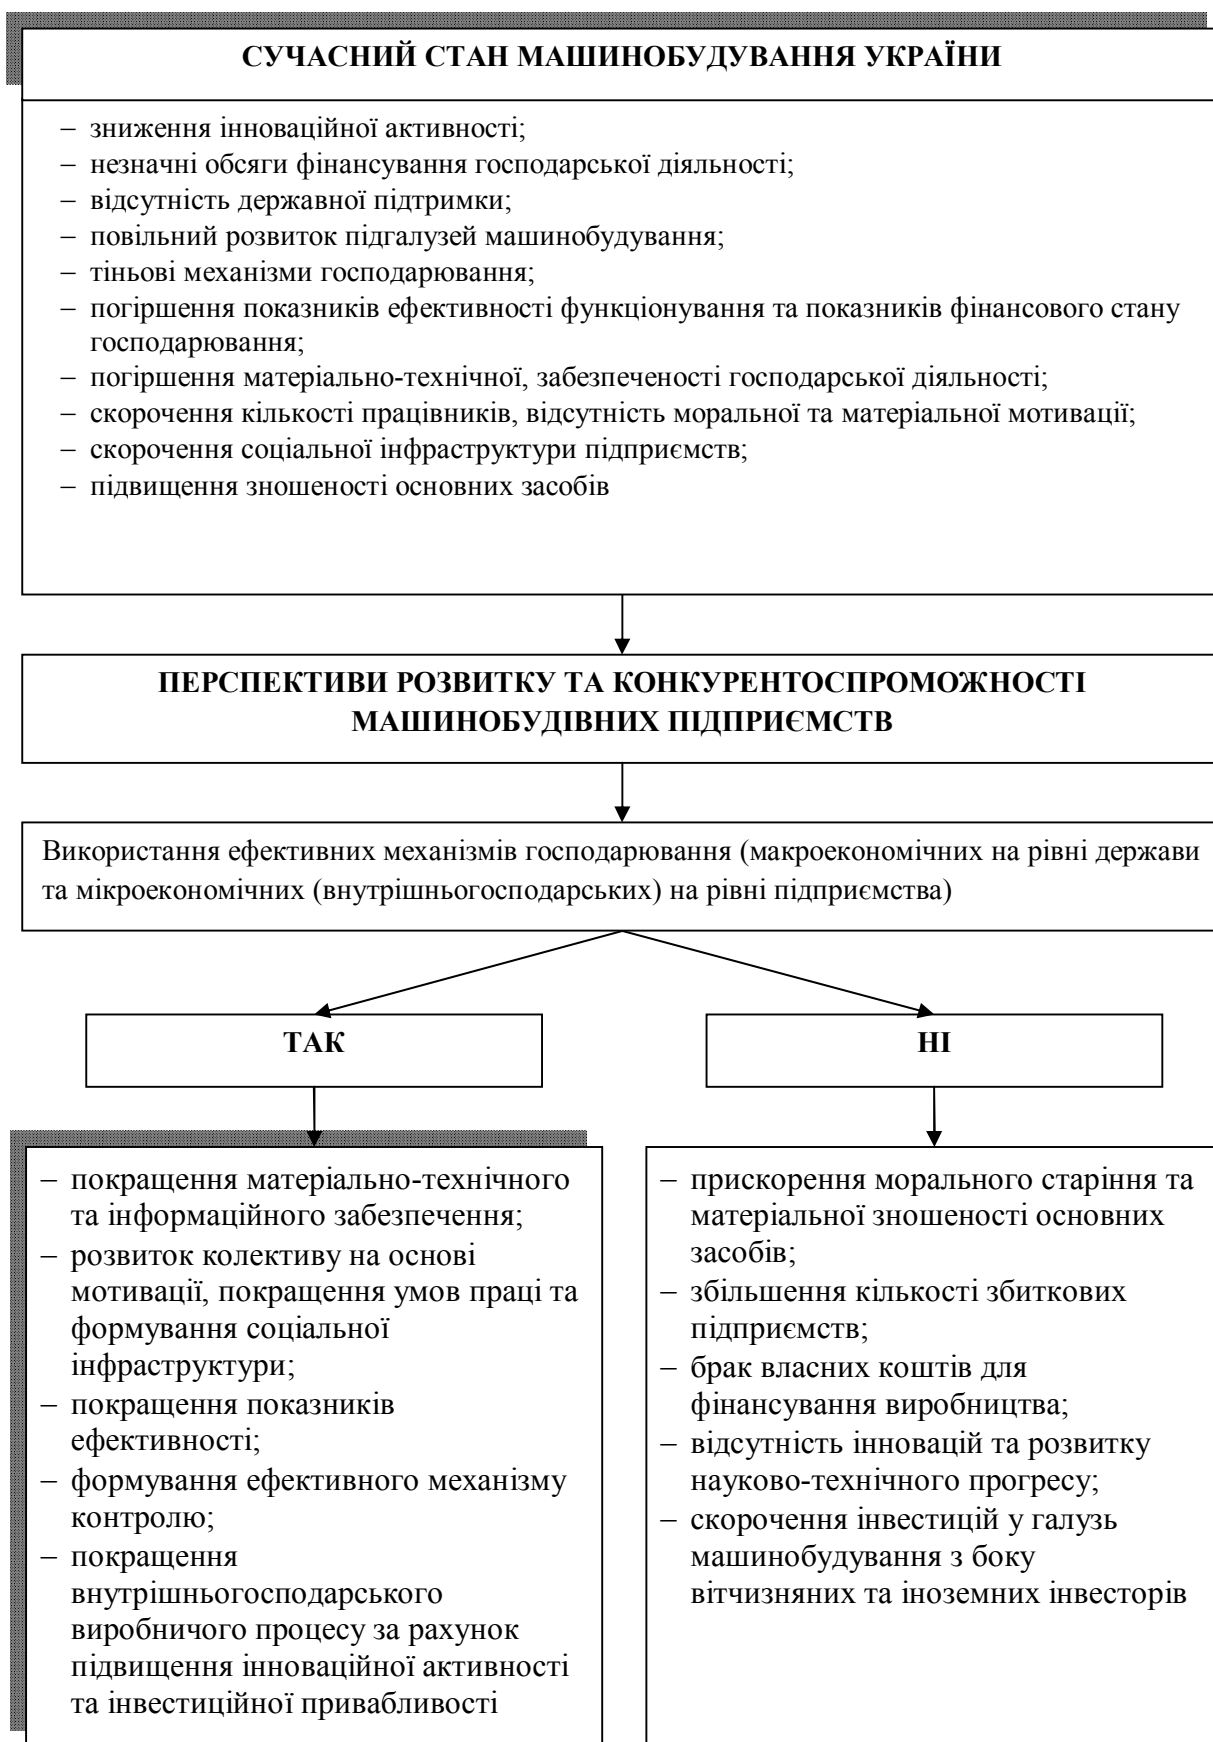 СУЧАСНИЙ СТАН МАШИНОБУДУВАННЯ УКРАЇНИ
– зниження інноваційної активності;
– незначні обсяги фінансування господарської діяльності;
– відсутність державної підтримки;
– повільний розвиток підгалузей машинобудування;
– тіньові механізми господарювання;
– погіршення показників ефективності функціонування та показників фінансового стану
господарювання;
– погіршення матеріально-технічної, забезпеченості господарської діяльності;
– скорочення кількості працівників, відсутність моральної та матеріальної мотивації;
– скорочення соціальної інфраструктури підприємств;
– підвищення зношеності основних засобів
ПЕРСПЕКТИВИ РОЗВИТКУ ТА КОНКУРЕНТОСПРОМОЖНОСТІ
МАШИНОБУДІВНИХ ПІДПРИЄМСТВ
Використання ефективних механізмів господарювання (макроекономічних на рівні держави
та мікроекономічних (внутрішньогосподарських) на рівні підприємства)
ТАК
– покращення матеріально-технічного
та інформаційного забезпечення;
– розвиток колективу на основі
мотивації, покращення умов праці та
формування соціальної
інфраструктури;
– покращення показників
ефективності;
– формування ефективного механізму
контролю;
– покращення
внутрішньогосподарського
виробничого процесу за рахунок
підвищення інноваційної активності
та інвестиційної привабливості
НІ
– прискорення морального старіння та
матеріальної зношеності основних
засобів;
– збільшення кількості збиткових
підприємств;
– брак власних коштів для
фінансування виробництва;
– відсутність інновацій та розвитку
науково-технічного прогресу;
– скорочення інвестицій у галузь
машинобудування з боку
вітчизняних та іноземних інвесторів